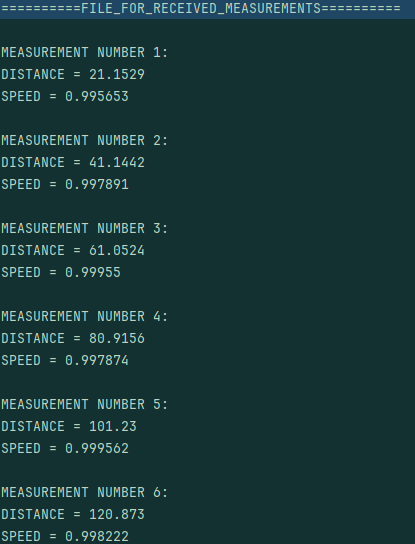 ==========FILE_FOR_RECEIVED_MEASUREMENTS==========
MEASUREMENT NUMBER 1:
DISTANCE = 21.1529
SPEED = 0.995653
MEASUREMENT NUMBER 2:
DISTANCE = 41.1442
SPEED = 0.997891
MEASUREMENT NUMBER 3:
DISTANCE = 61.0524
SPEED = 0.99955
MEASUREMENT NUMBER 4:
DISTANCE = 80.9156
SPEED = 0.997874
MEASUREMENT NUMBER 5:
DISTANCE = 101.23
SPEED = 0.999562
MEASUREMENT NUMBER 6:
DISTANCE = 120.873
SPEED = 0.998222